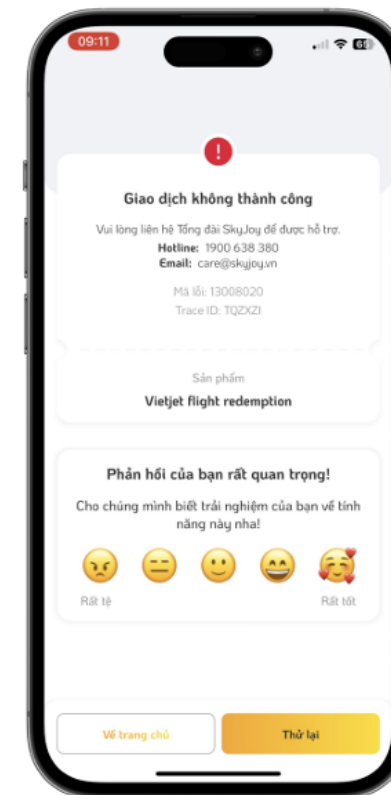 09:11
68
Giao dịch không thành công
Vui lòng liên hệ Tổng đài SkyJoy để được hỗ trợ.
Hotline: 1900 638 380
Email: care@skyjoy.vn
Mã lỗi: 13008020
Trace ID: TQZXZI
Sản phẩm
Vietjet flight redemption
Phản hồi của bạn rất quan trọng!
Cho chúng mình biết trải nghiệm của bạn về tính
năng này nha!
Rất tệ
Rất tốt
Về trang chủ
Thử lại